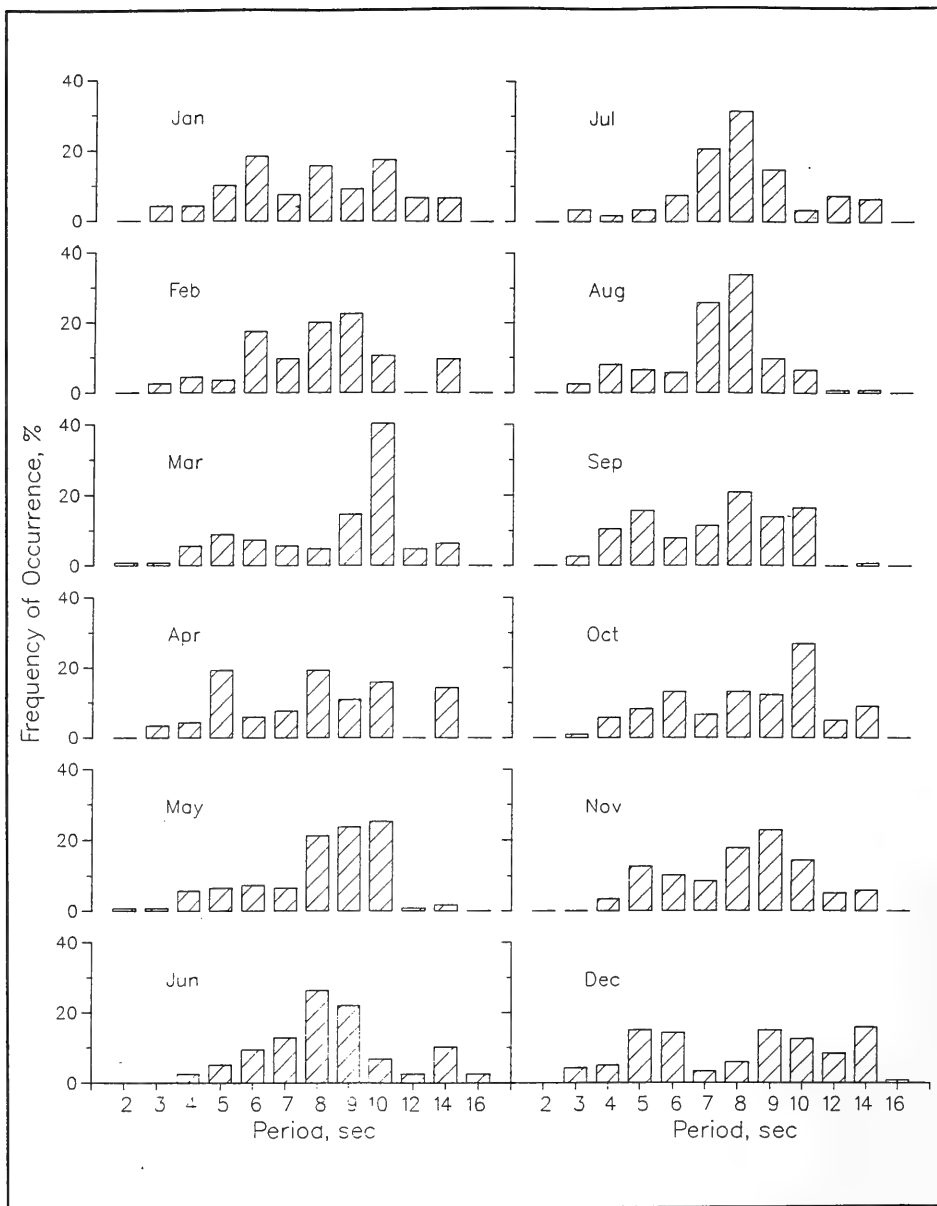 Frequency of Occurrence, %
40
20
0
Jan
40
20
0
Feb
40
20
0
Mar
40
20
0
Apr
40
20
0
May
40
20
0
Jun
2 3 4 5 6 7 8 9 10 12 14 16
Period, sec
Jul
Aug
Sep
Oct
Nov
Dec
2 3 4 5 6 7 8 9 10 12 14 16
Period, sec